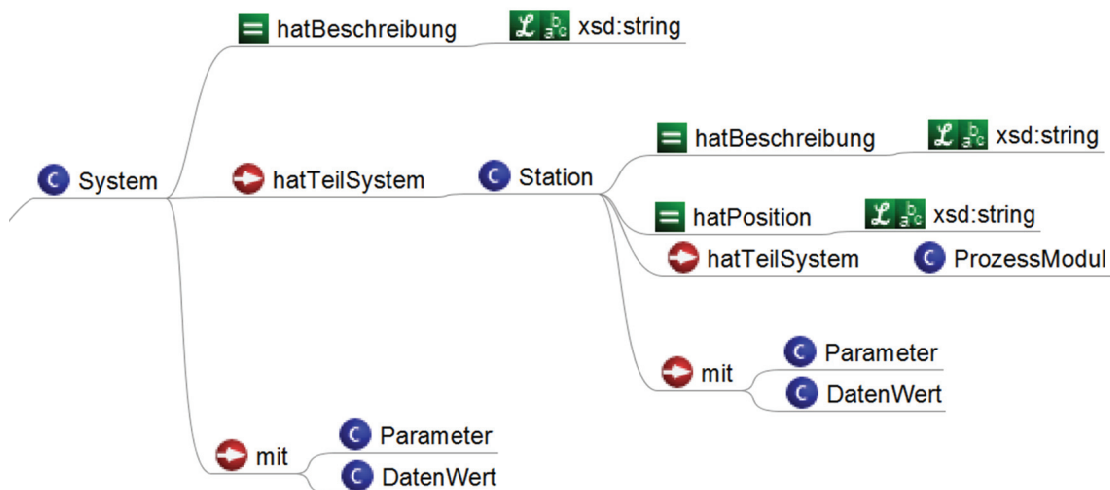 hatBeschreibung
xsd:string
System
hatTeilSystem
Station
hatBeschreibung
xsd:string
hatPosition
xsd:string
hatTeilSystem
ProzessModul
mit
Parameter
DatenWert
mit
Parameter
DatenWert